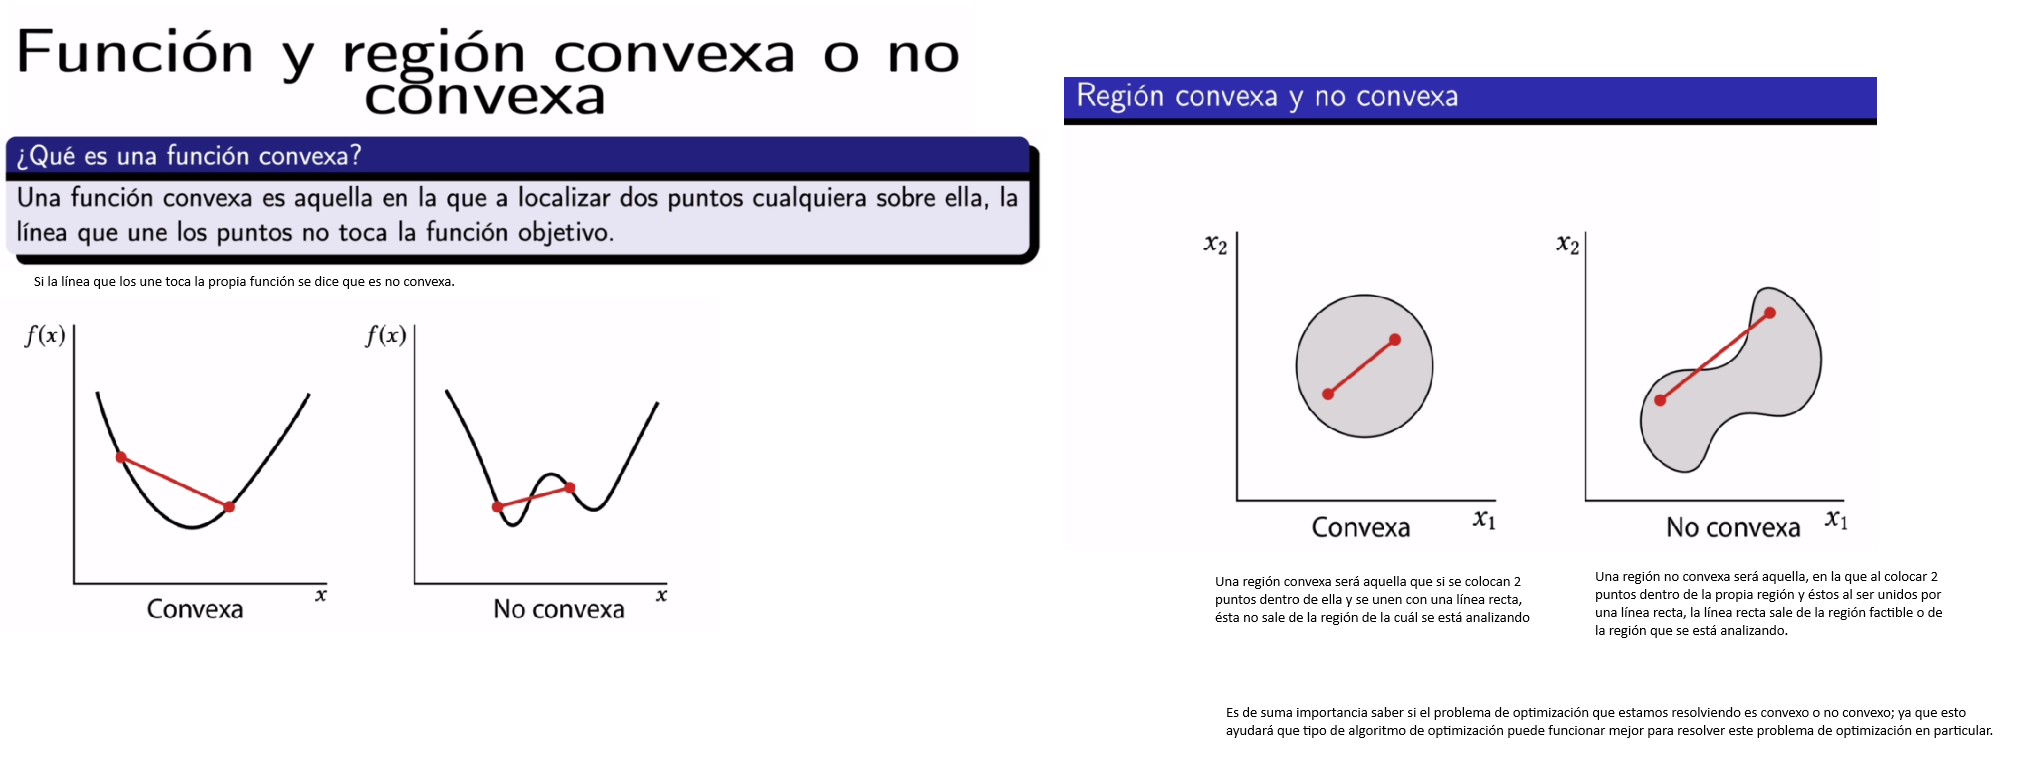 Función y región convexa o no
convexa
¿Qué es una función convexa?
Una función convexa es aquella en la que a localizar dos puntos cualquiera sobre ella, la
línea que une los puntos no toca la función objetivo.
Si la línea que los une toca la propia función se dice que es no convexa.
f(x)
x
Convexa
f(x)
x
No convexa
Región convexa y no convexa
x₂
x₁
Convexa
x₂
x₁
No convexa
Una región convexa será aquella que si se colocan 2
puntos dentro de ella y se unen con una línea recta,
ésta no sale de la región de la cuál se está analizando
Una región no convexa será aquella, en la que al colocar 2
puntos dentro de la propia región y éstos al ser unidos por
una línea recta, la línea recta sale de la región factible o de
la región que se está analizando.
Es de suma importancia saber si el problema de optimización que estamos resolviendo es convexo o no convexo; ya que esto
ayudará que tipo de algoritmo de optimización puede funcionar mejor para resolver este problema de optimización en particular.